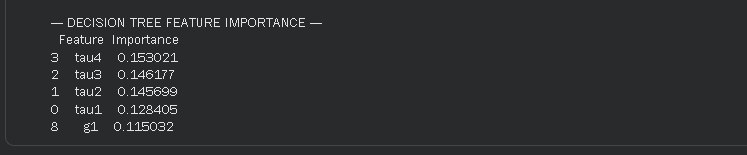 — DECISION TREE FEATURE IMPORTANCE —
Feature Importance
3 tau4 0.153021
2 tau3 0.146177
1 tau2 0.145699
0 tau1 0.128405
8 g1 0.115032